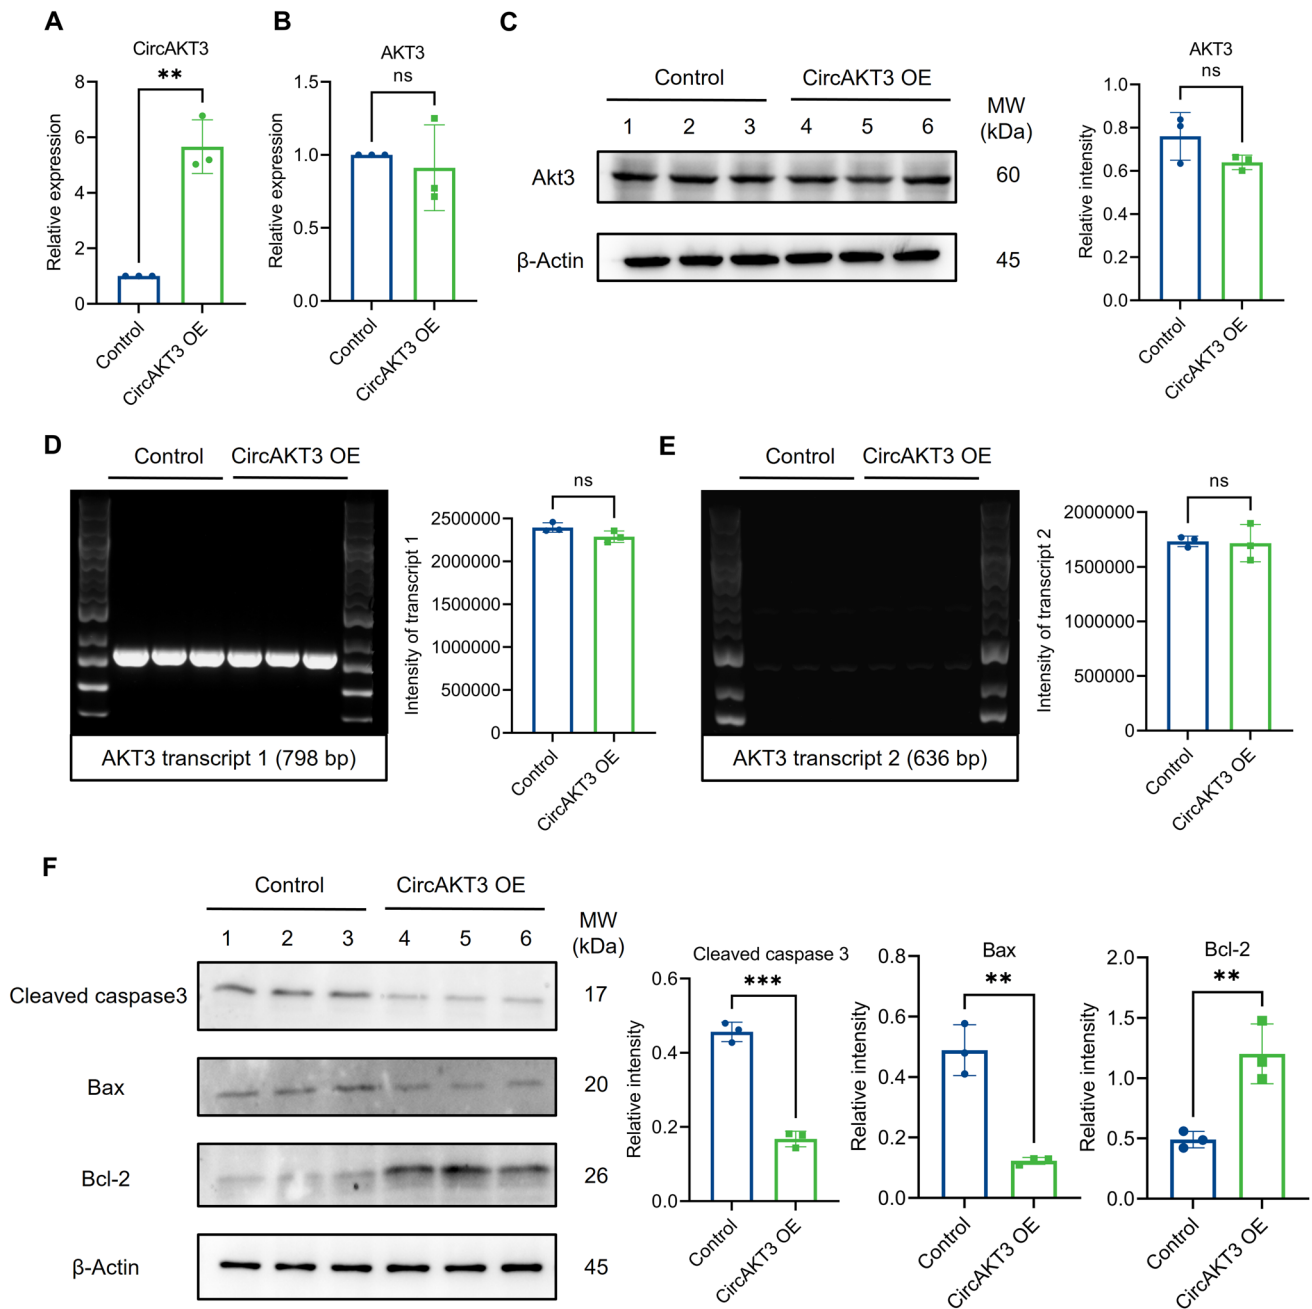 A
CircAKT3
**
Relative expression
8
6
4
2
0
Control
CircAKT3 OE
B
AKT3
ns
Relative expression
1.5
1.0
0.5
0.0
Control
CircAKT3 OE
C
Control
CircAKT3 OE
MW
(kDa)
1 2 3 4 5 6
Akt3
60
β-Actin
45
AKT3
ns
Relative intensity
1.0
0.8
0.6
0.4
0.2
0.0
Control
CircAKT3 OE
D
Control
CircAKT3 OE
AKT3 transcript 1 (798 bp)
ns
Intensity of transcript 1
2500000
2000000
1500000
1000000
500000
0
Control
CircAKT3 OE
E
Control
CircAKT3 OE
AKT3 transcript 2 (636 bp)
ns
Intensity of transcript 2
2000000
1500000
1000000
500000
0
Control
CircAKT3 OE
F
Control
CircAKT3 OE
MW
(kDa)
1 2 3 4 5 6
Cleaved caspase3
17
Bax
20
Bcl-2
26
β-Actin
45
Cleaved caspase 3
***
Relative intensity
0.6
0.4
0.2
0.0
Control
CircAKT3 OE
Bax
**
Relative intensity
0.8
0.6
0.4
0.2
0.0
Control
CircAKT3 OE
Bcl-2
**
Relative intensity
2.0
1.5
1.0
0.5
0.0
Control
CircAKT3 OE